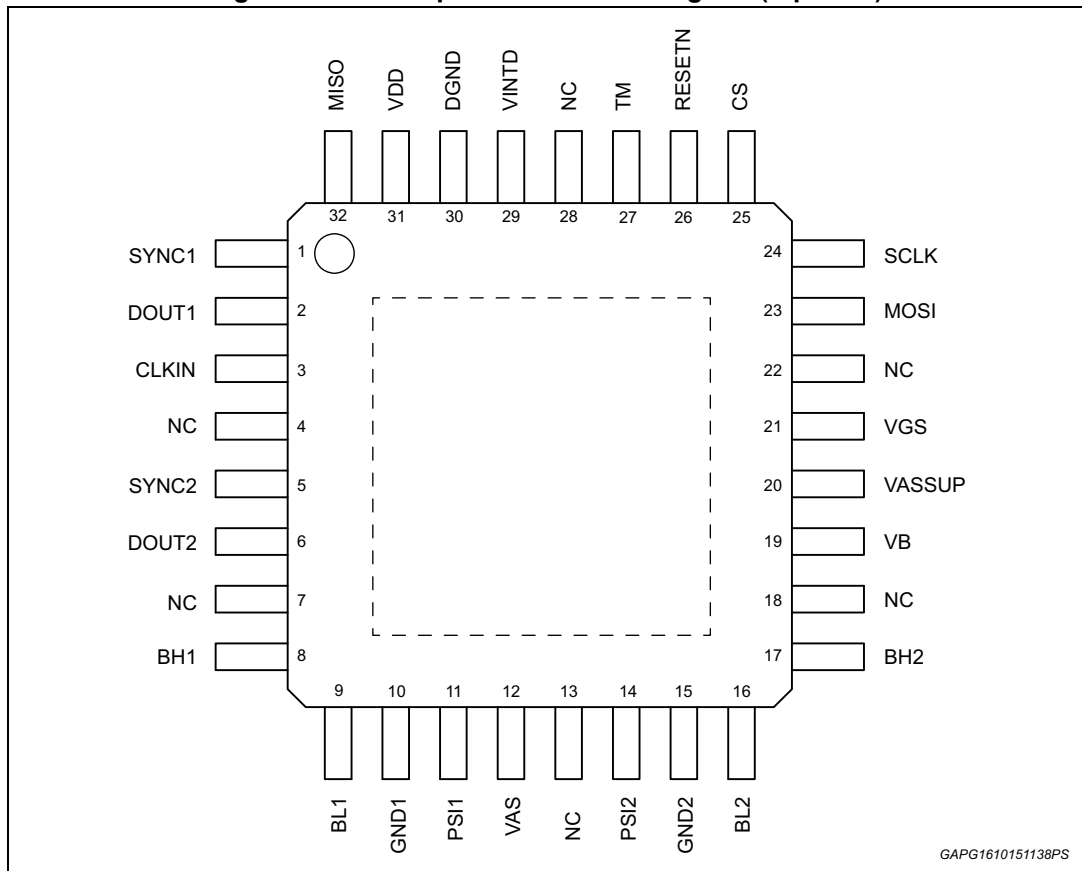 MISO
VDD
DGND
VINTD
NC
TM
RESETN
CS
32
31
30
29
28
27
26
25
SYNC1
1
24
SCLK
DOUT1
2
23
MOSI
CLKIN
3
22
NC
NC
4
21
VGS
SYNC2
5
20
VASSUP
DOUT2
6
19
VB
NC
7
18
NC
BH1
8
17
BH2
9
10
11
12
13
14
15
16
BL1
GND1
PSI1
VAS
NC
PSI2
GND2
BL2
GAPG1610151138PS